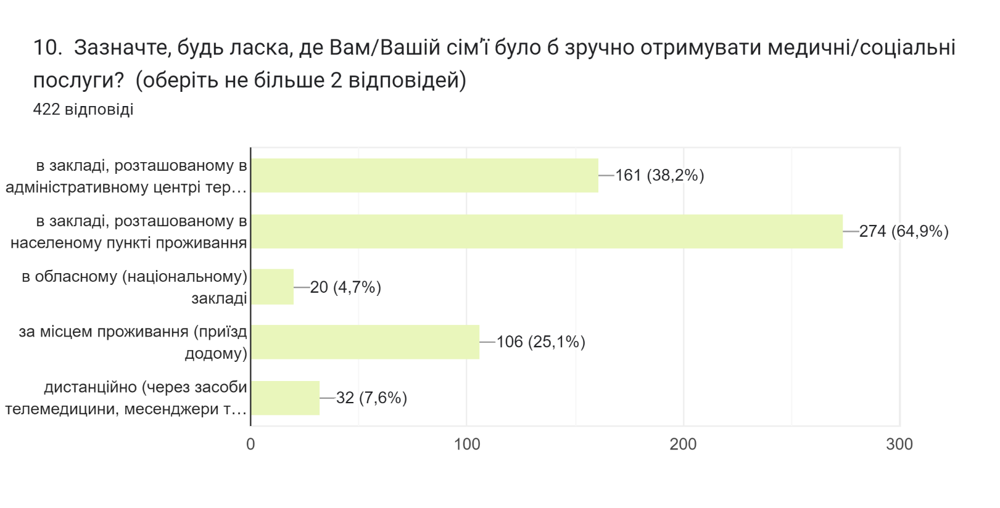 10.  Зазначте, будь ласка, де Вам/Вашій сім’ї було б зручно отримувати медичні/соціальні
послуги?  (оберіть не більше 2 відповідей)
422 відповіді
в закладі, розташованому в
адміністративному центрі тер…
161 (38,2%)
в закладі, розташованому в
населеному пункті проживання
274 (64,9%)
в обласному (національному)
закладі
20 (4,7%)
за місцем проживання (приїзд
додому)
106 (25,1%)
дистанційно (через засоби
телемедицини, месенджери т…
32 (7,6%)
0 100 200 300